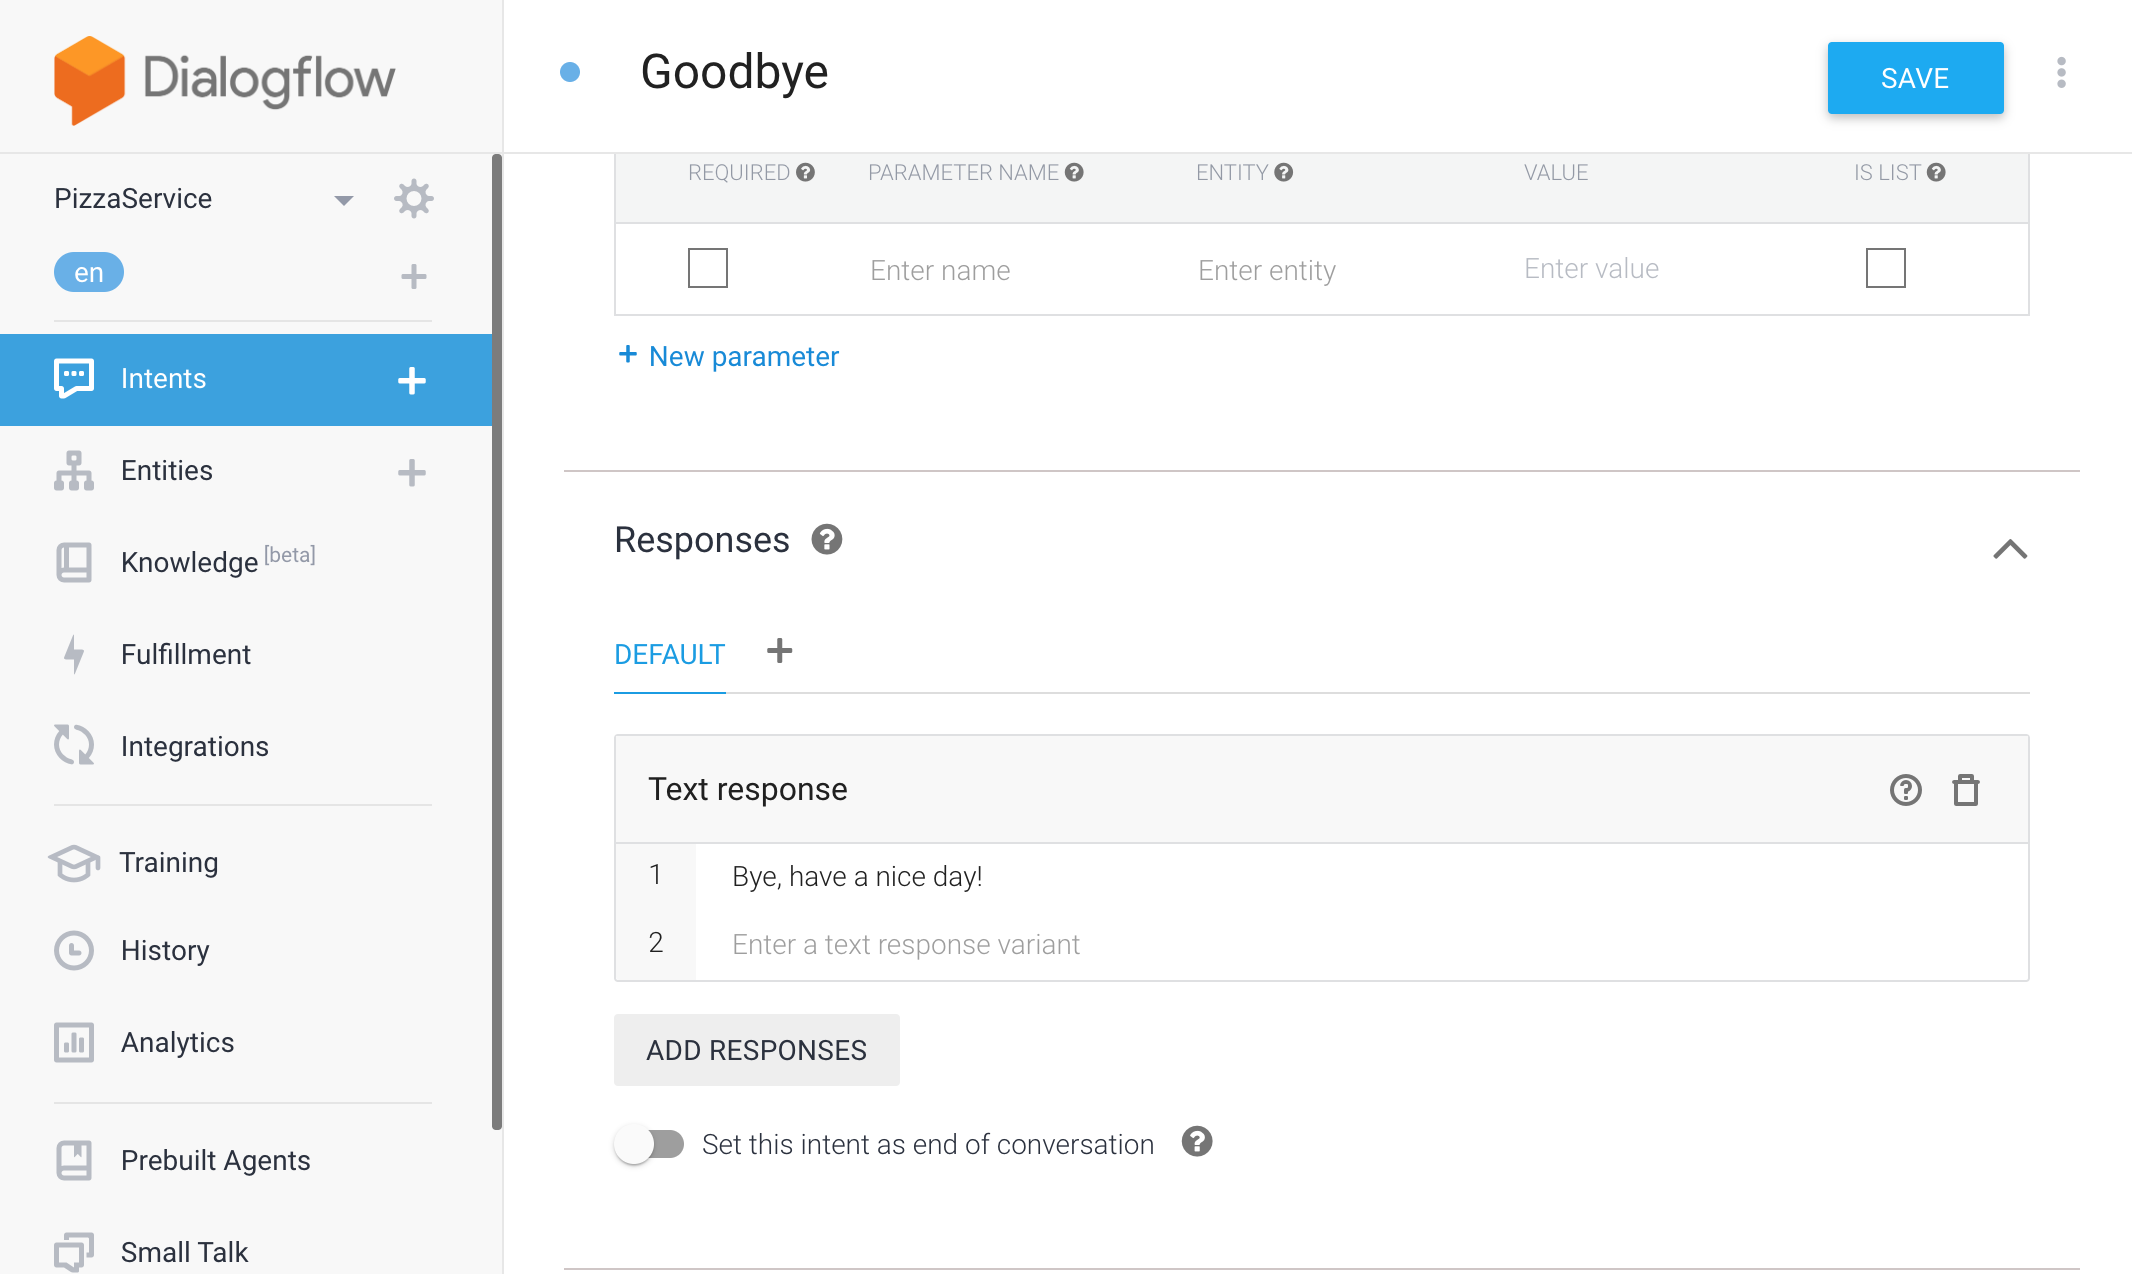 Dialogflow
PizzaService
en
Intents
Entities
Knowledge [beta]
Fulfillment
Integrations
Training
History
Analytics
Prebuilt Agents
Small Talk
Goodbye
SAVE
REQUIRED PARAMETER NAME ENTITY VALUE IS LIST
Enter name Enter entity Enter value
+ New parameter
Responses
DEFAULT +
Text response
1 Bye, have a nice day!
2 Enter a text response variant
ADD RESPONSES
Set this intent as end of conversation